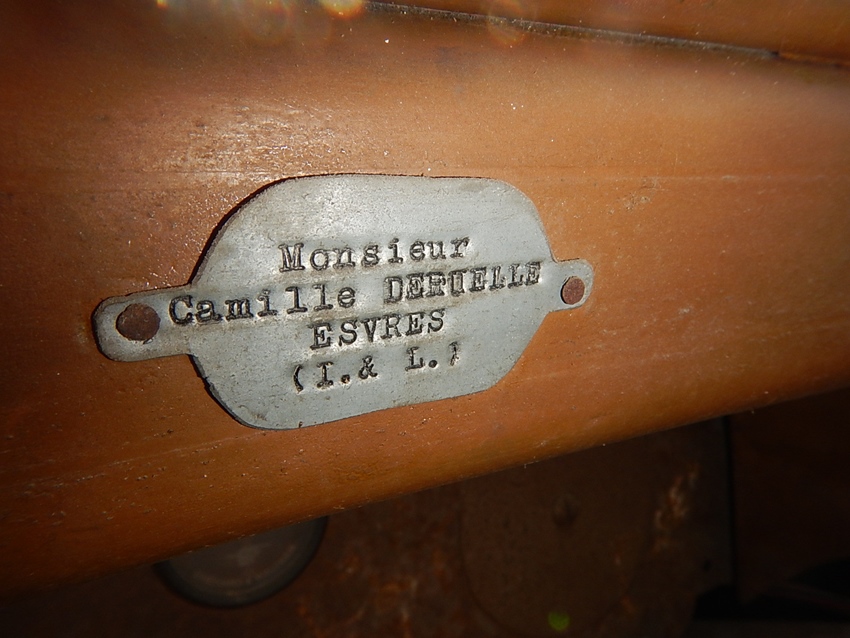 Monsieur
Camille DERUELLE
ESVRES
(I.& L.)